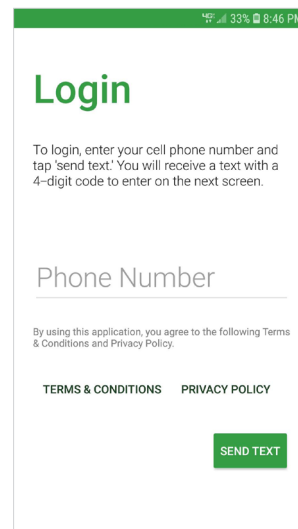 33% 8:46 PM
Login
To login, enter your cell phone number and
tap 'send text.' You will receive a text with a
4-digit code to enter on the next screen.
Phone Number
By using this application, you agree to the following Terms
& Conditions and Privacy Policy.
TERMS & CONDITIONS PRIVACY POLICY
SEND TEXT